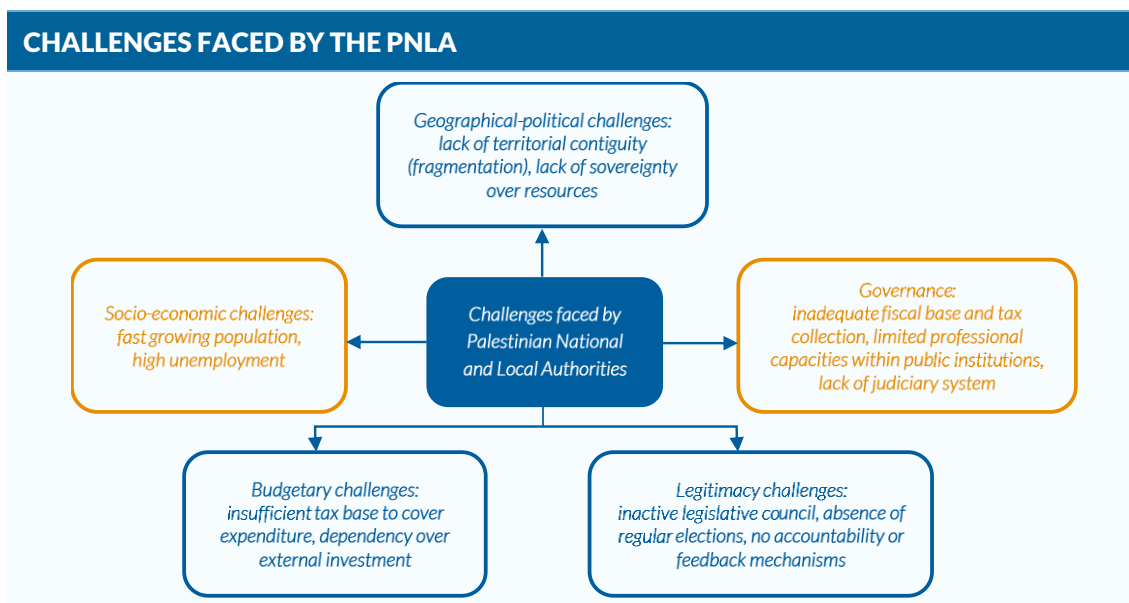 CHALLENGES FACED BY THE PNLA
Geographical-political challenges:
lack of territorial contiguity
(fragmentation), lack of sovereignty
over resources
Socio-economic challenges:
fast growing population,
high unemployment
Challenges faced by
Palestinian National
and Local Authorities
Governance:
inadequate fiscal base and tax
collection, limited professional
capacities within public institutions,
lack of judiciary system
Budgetary challenges:
insufficient tax base to cover
expenditure, dependency over
external investment
Legitimacy challenges:
inactive legislative council, absence of
regular elections, no accountability or
feedback mechanisms